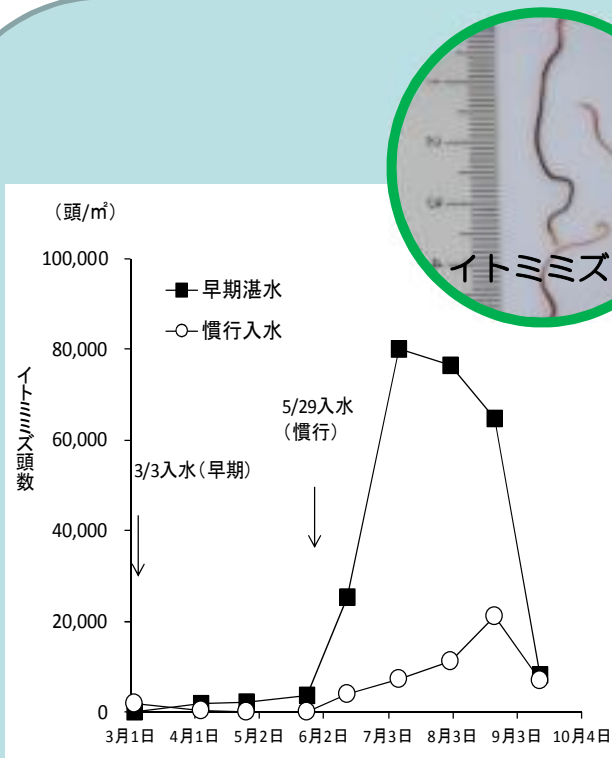 （頭/㎡）
100,000
80,000
60,000
40,000
20,000
0
イトミミズ頭数
早期湛水
慣行入水
3/3入水（早期）
5/29入水
（慣行）
3月1日 4月1日 5月2日 6月2日 7月3日 8月3日 9月3日 10月4日
イトミミズ